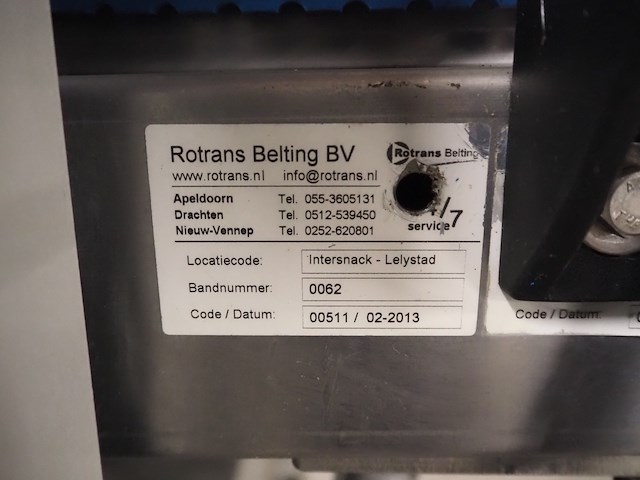 Rotrans Belting BV
Rotrans Belting
www.rotrans.nl info@rotrans.nl
Apeldoorn Tel. 055-3605131
Drachten Tel. 0512-539450
Nieuw-Vennep Tel. 0252-620801
/7
service
Locatiecode: Intersnack - Lelystad
Bandnummer: 0062
Code / Datum: 00511 / 02-2013
Code / Datum: